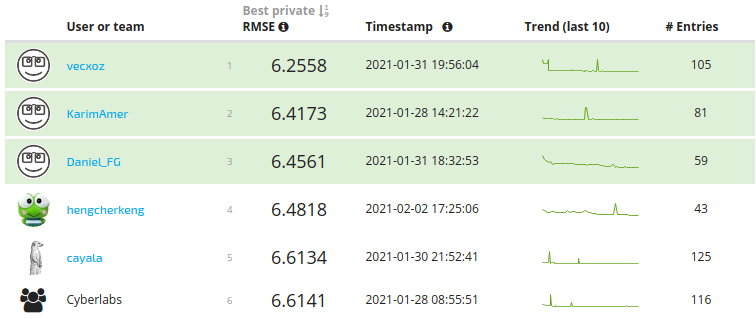 Best private
User or team RMSE Timestamp Trend (last 10) # Entries
vecxoz 1 6.2558 2021-01-31 19:56:04 105
KarimAmer 2 6.4173 2021-01-28 14:21:22 81
Daniel_FG 3 6.4561 2021-01-31 18:32:53 59
hengcherkeng 4 6.4818 2021-02-02 17:25:06 43
cayala 5 6.6134 2021-01-30 21:52:41 125
Cyberlabs 6 6.6141 2021-01-28 08:55:51 116